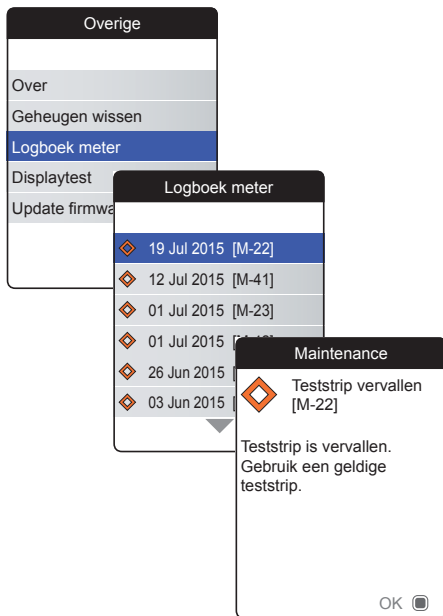 Overige
Over
Geheugen wissen
Logboek meter
Displaytest
Update firmwa
Logboek meter
19 Jul 2015 [M-22]
12 Jul 2015 [M-41]
01 Jul 2015 [M-23]
01 Jul 2015
26 Jun 2015
03 Jun 2015
Maintenance
Teststrip vervallen
[M-22]
Teststrip is vervallen.
Gebruik een geldige
teststrip.
OK